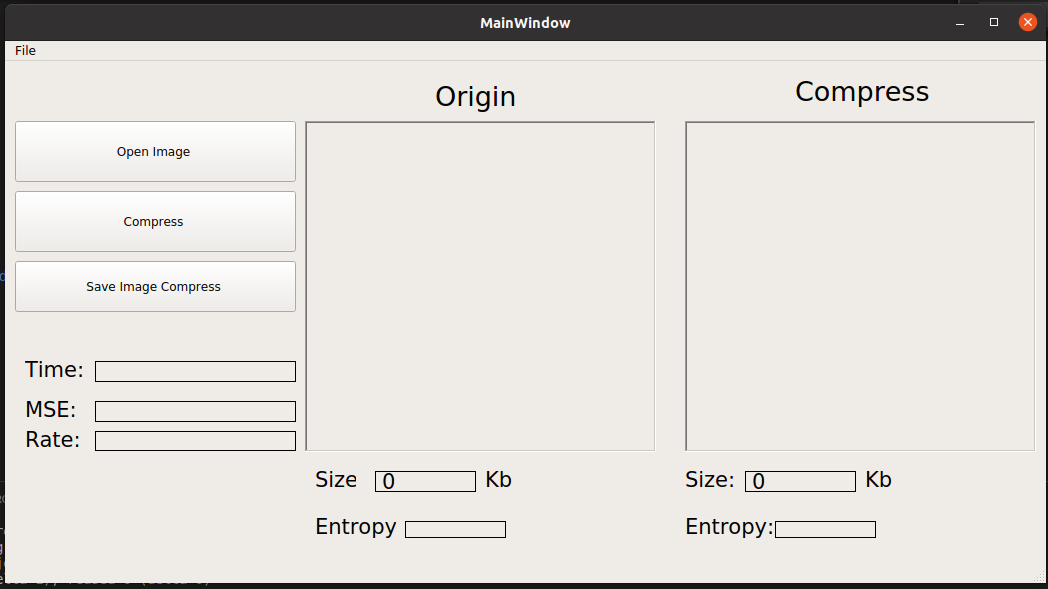 MainWindow
File
Origin
Compress
Open Image
Compress
Save Image Compress
Time:
MSE:
Rate:
Size 0 Kb
Size: 0 Kb
Entropy
Entropy: